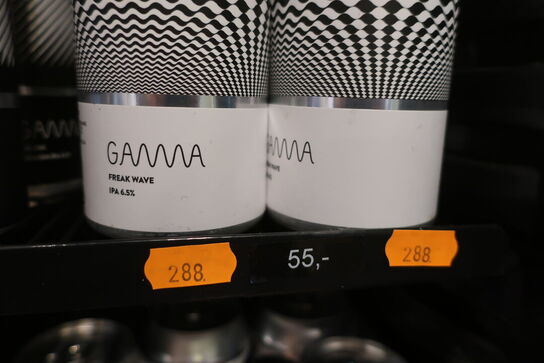 GAMMA
FREAK WAVE
IPA 6.5%
GAMMA
288.
55,-
288.